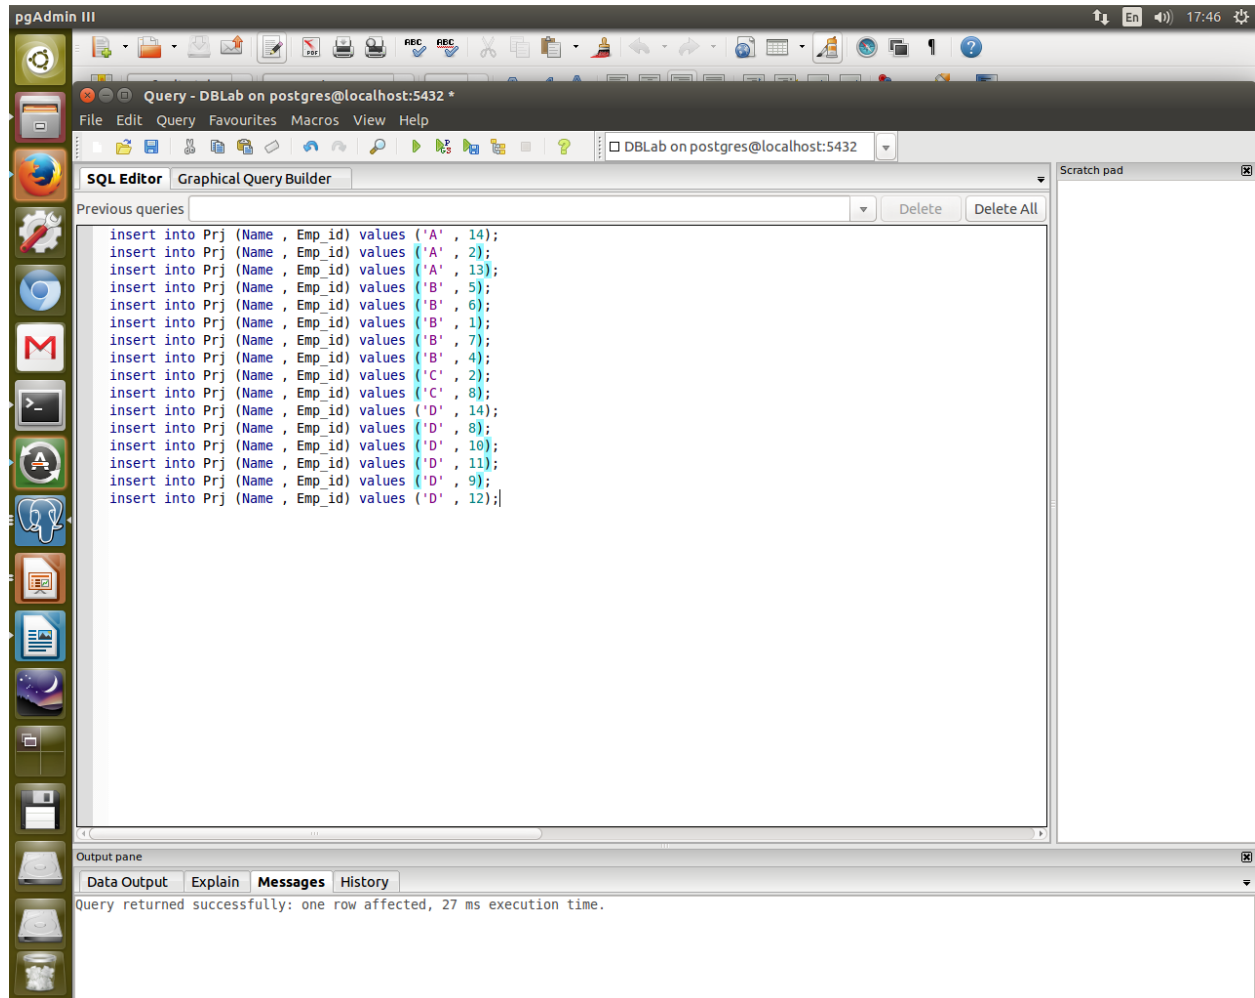 pgAdmin III
En 17:46
ABC ABC
PDF
Query - DBLab on postgres@localhost:5432 *
File Edit Query Favourites Macros View Help
DBLab on postgres@localhost:5432
SQL Editor Graphical Query Builder
Scratch pad
Previous queries Delete Delete All
insert into Prj (Name , Emp_id) values ('A' , 14);
insert into Prj (Name , Emp_id) values ('A' , 2);
insert into Prj (Name , Emp_id) values ('A' , 13);
insert into Prj (Name , Emp_id) values ('B' , 5);
insert into Prj (Name , Emp_id) values ('B' , 6);
insert into Prj (Name , Emp_id) values ('B' , 1);
insert into Prj (Name , Emp_id) values ('B' , 7);
insert into Prj (Name , Emp_id) values ('B' , 4);
insert into Prj (Name , Emp_id) values ('C' , 2);
insert into Prj (Name , Emp_id) values ('C' , 8);
insert into Prj (Name , Emp_id) values ('D' , 14);
insert into Prj (Name , Emp_id) values ('D' , 8);
insert into Prj (Name , Emp_id) values ('D' , 10);
insert into Prj (Name , Emp_id) values ('D' , 11);
insert into Prj (Name , Emp_id) values ('D' , 9);
insert into Prj (Name , Emp_id) values ('D' , 12);
Output pane
Data Output Explain Messages History
Query returned successfully: one row affected, 27 ms execution time.